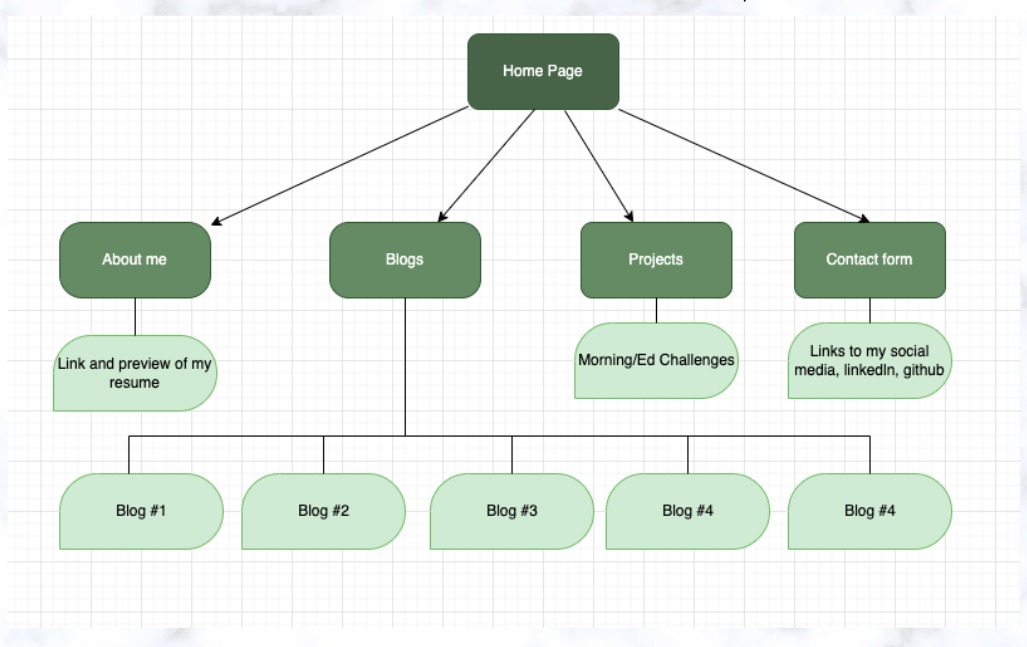 Home Page
About me
Blogs
Projects
Contact form
Link and preview of my
resume
Morning/Ed Challenges
Links to my social
media, linkedIn, github
Blog #1
Blog #2
Blog #3
Blog #4
Blog #4